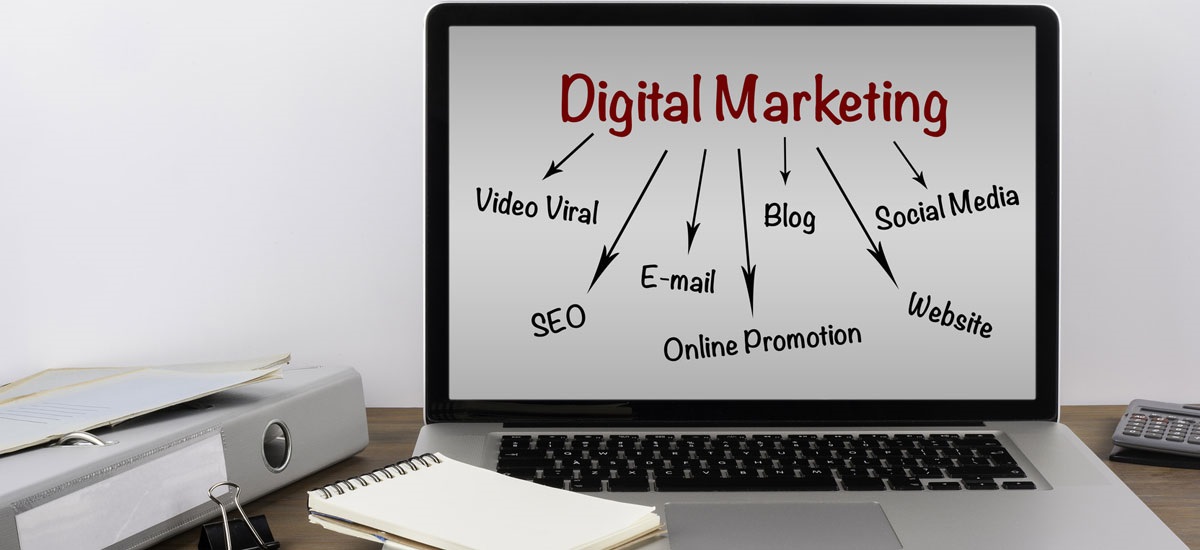 Digital Marketing
Video Viral
Blog
Social Media
E-mail
SEO
Online Promotion
Website